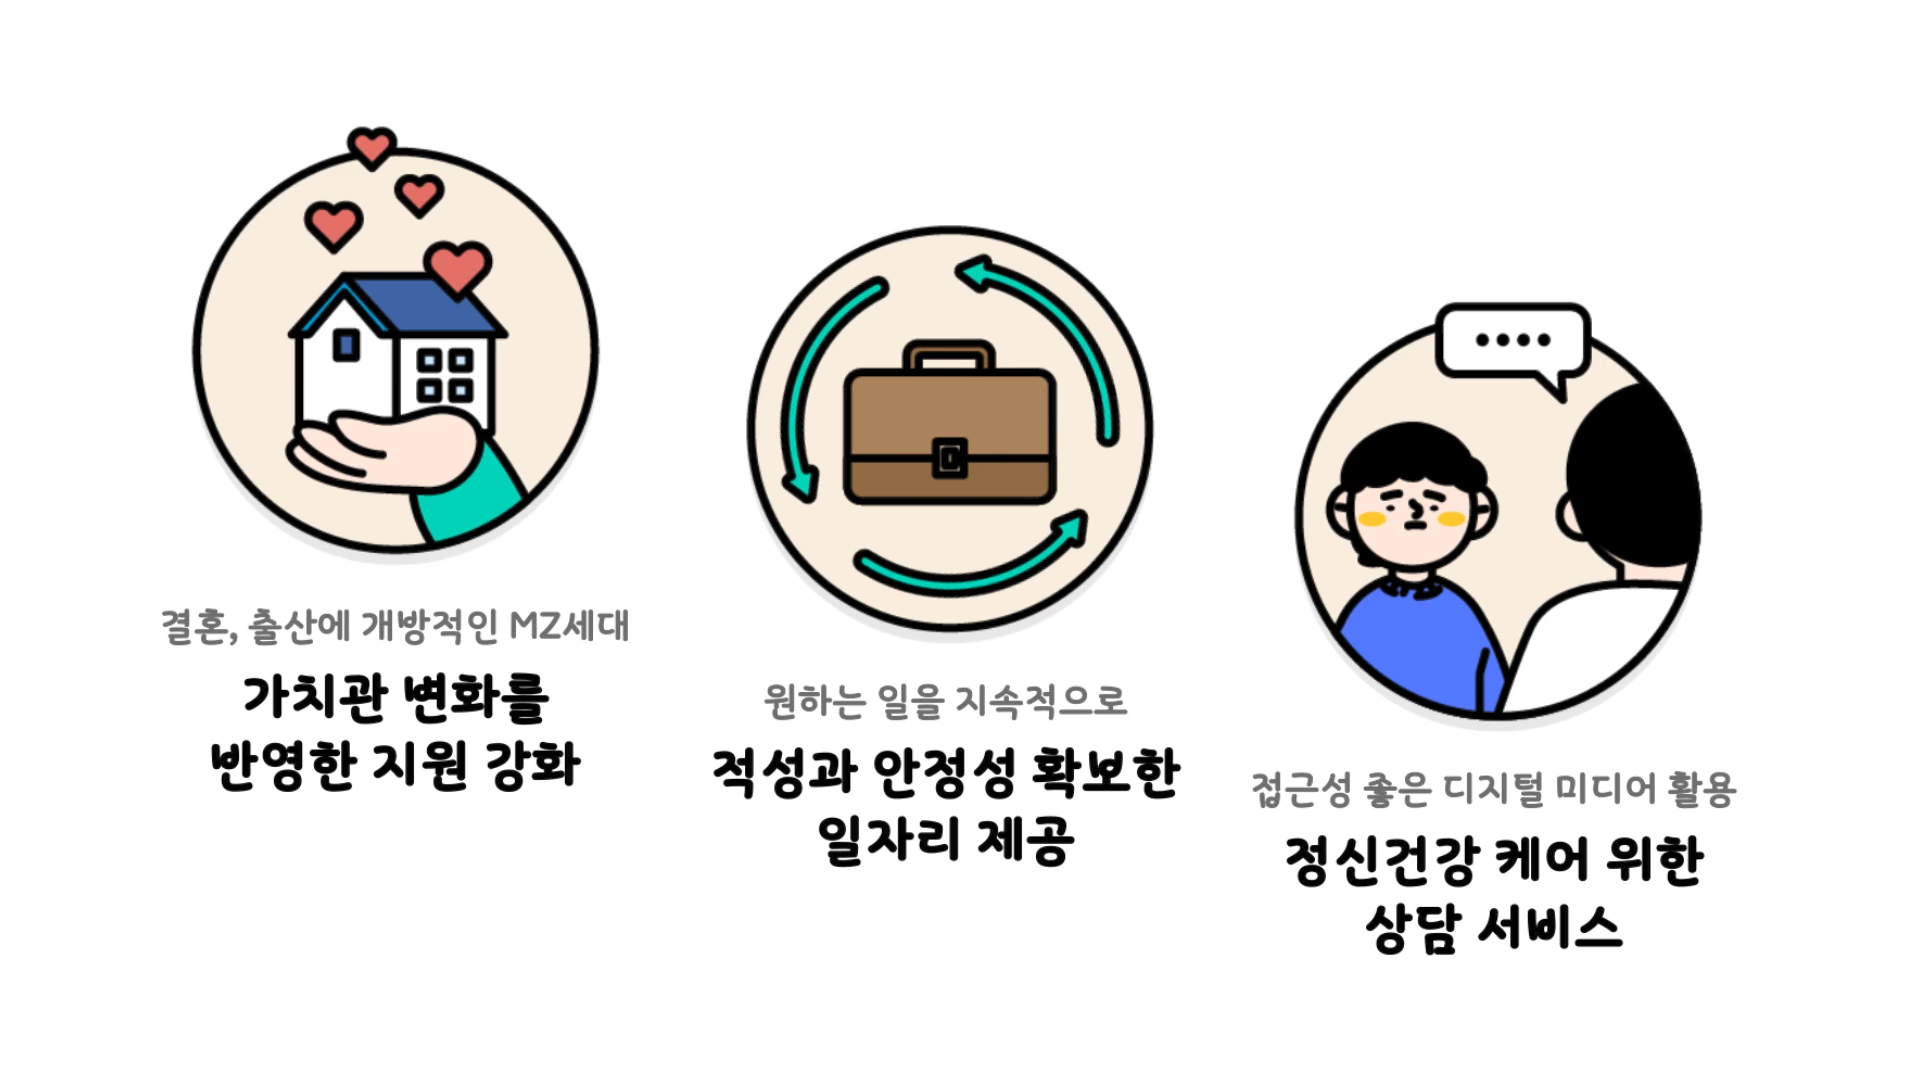 결혼, 출산에 개방적인 MZ세대
가치관 변화를
반영한 지원 강화
원하는 일을 지속적으로
적성과 안정성 확보한
일자리 제공
접근성 좋은 디지털 미디어 활용
정신건강 케어 위한
상담 서비스